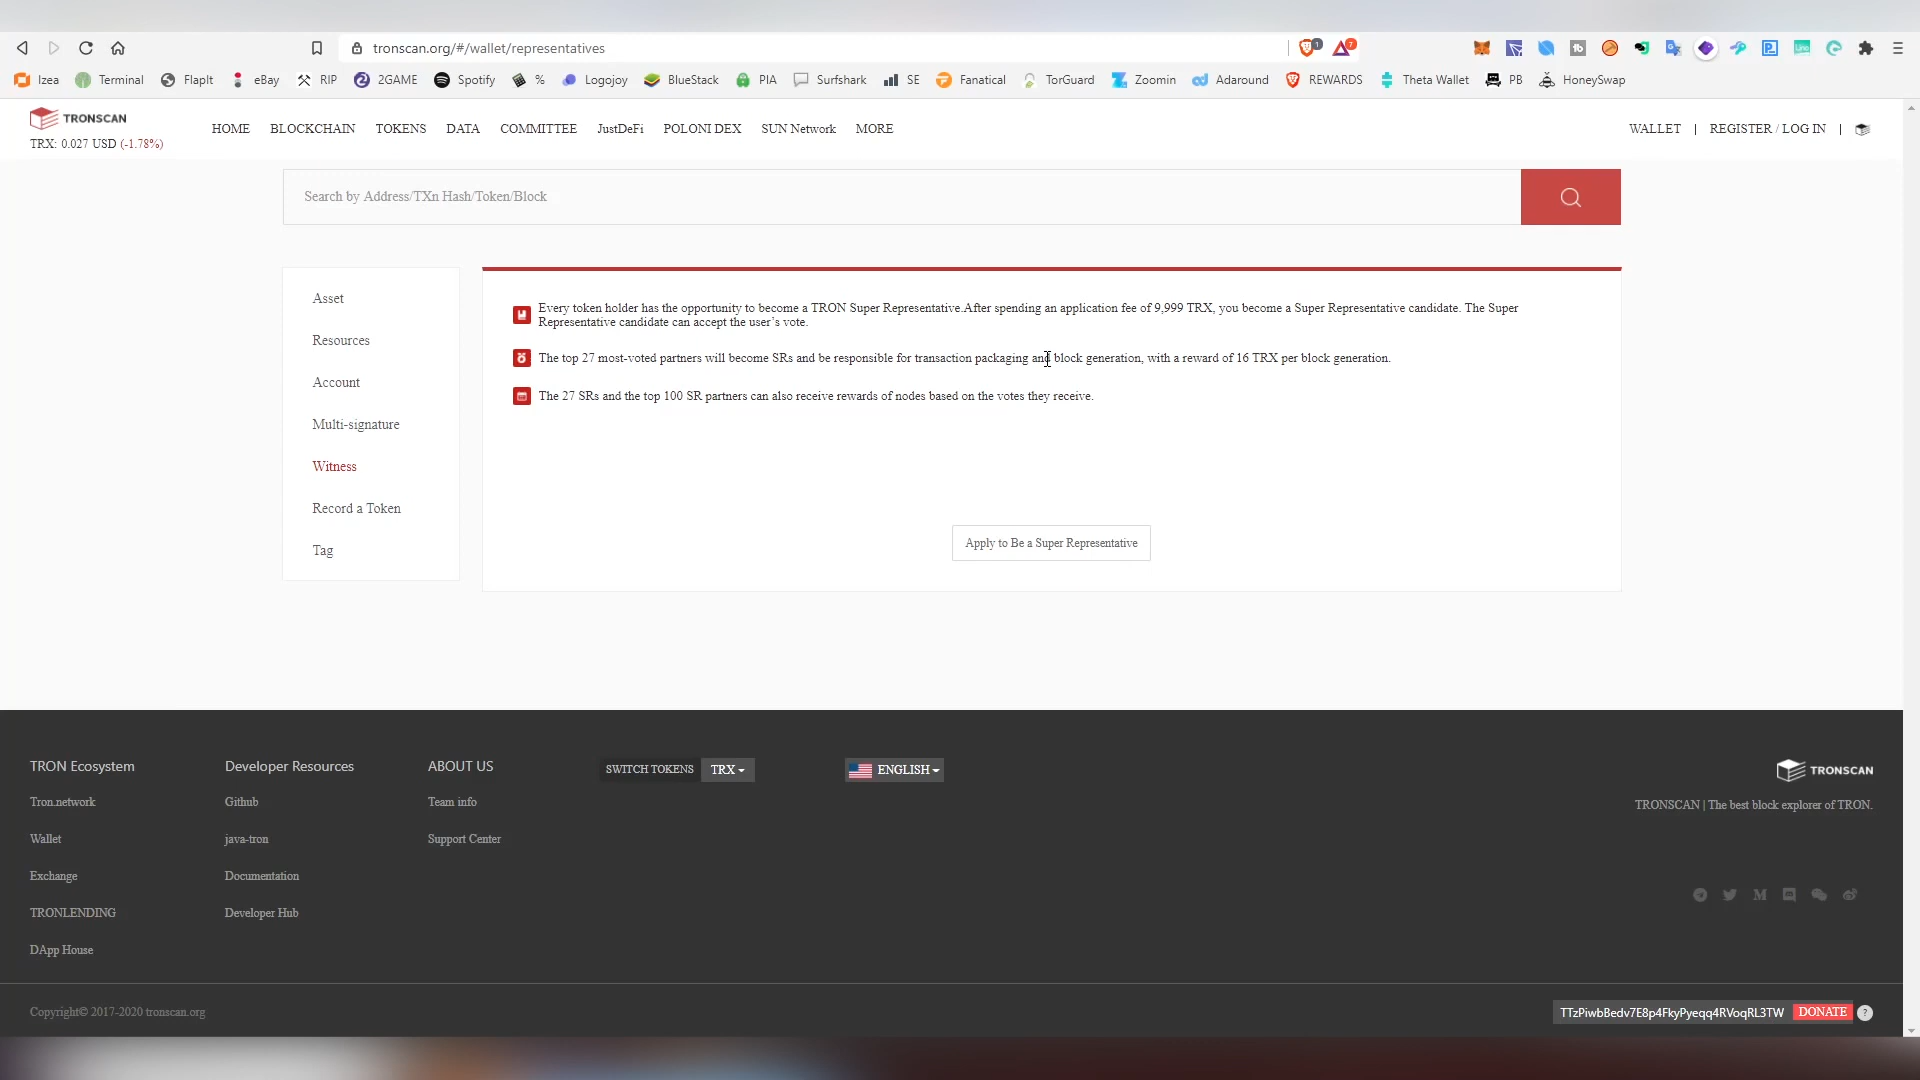 tronscan.org/#/wallet/representatives
1
7
Izea Terminal FlapIt eBay RIP 2GAME Spotify % Logojoy BlueStack PIA Surfshark SE Fanatical TorGuard Zoomin Adaround REWARDS Theta Wallet PB HoneySwap
TRONSCAN
TRX: 0.027 USD (-1.78%)
HOME BLOCKCHAIN TOKENS DATA COMMITTEE JustDeFi POLONI DEX SUN Network MORE
WALLET | REGISTER / LOG IN |
Search by Address/TXn Hash/Token/Block
Asset
Resources
Account
Multi-signature
Witness
Record a Token
Tag
Every token holder has the opportunity to become a TRON Super Representative.After spending an application fee of 9,999 TRX, you become a Super Representative candidate. The Super
Representative candidate can accept the user's vote.
The top 27 most-voted partners will become SRs and be responsible for transaction packaging and block generation, with a reward of 16 TRX per block generation.
The 27 SRs and the top 100 SR partners can also receive rewards of nodes based on the votes they receive.
Apply to Be a Super Representative
TRON Ecosystem
Tron.network
Wallet
Exchange
TRONLENDING
DApp House
Developer Resources
Github
java-tron
Documentation
Developer Hub
ABOUT US
Team info
Support Center
SWITCH TOKENS TRX
ENGLISH
TRONSCAN
TRONSCAN | The best block explorer of TRON.
Copyright© 2017-2020 tronscan.org
TTzPiwbBedv7E8p4FkyPyeqq4RVoqRL3TW DONATE ?